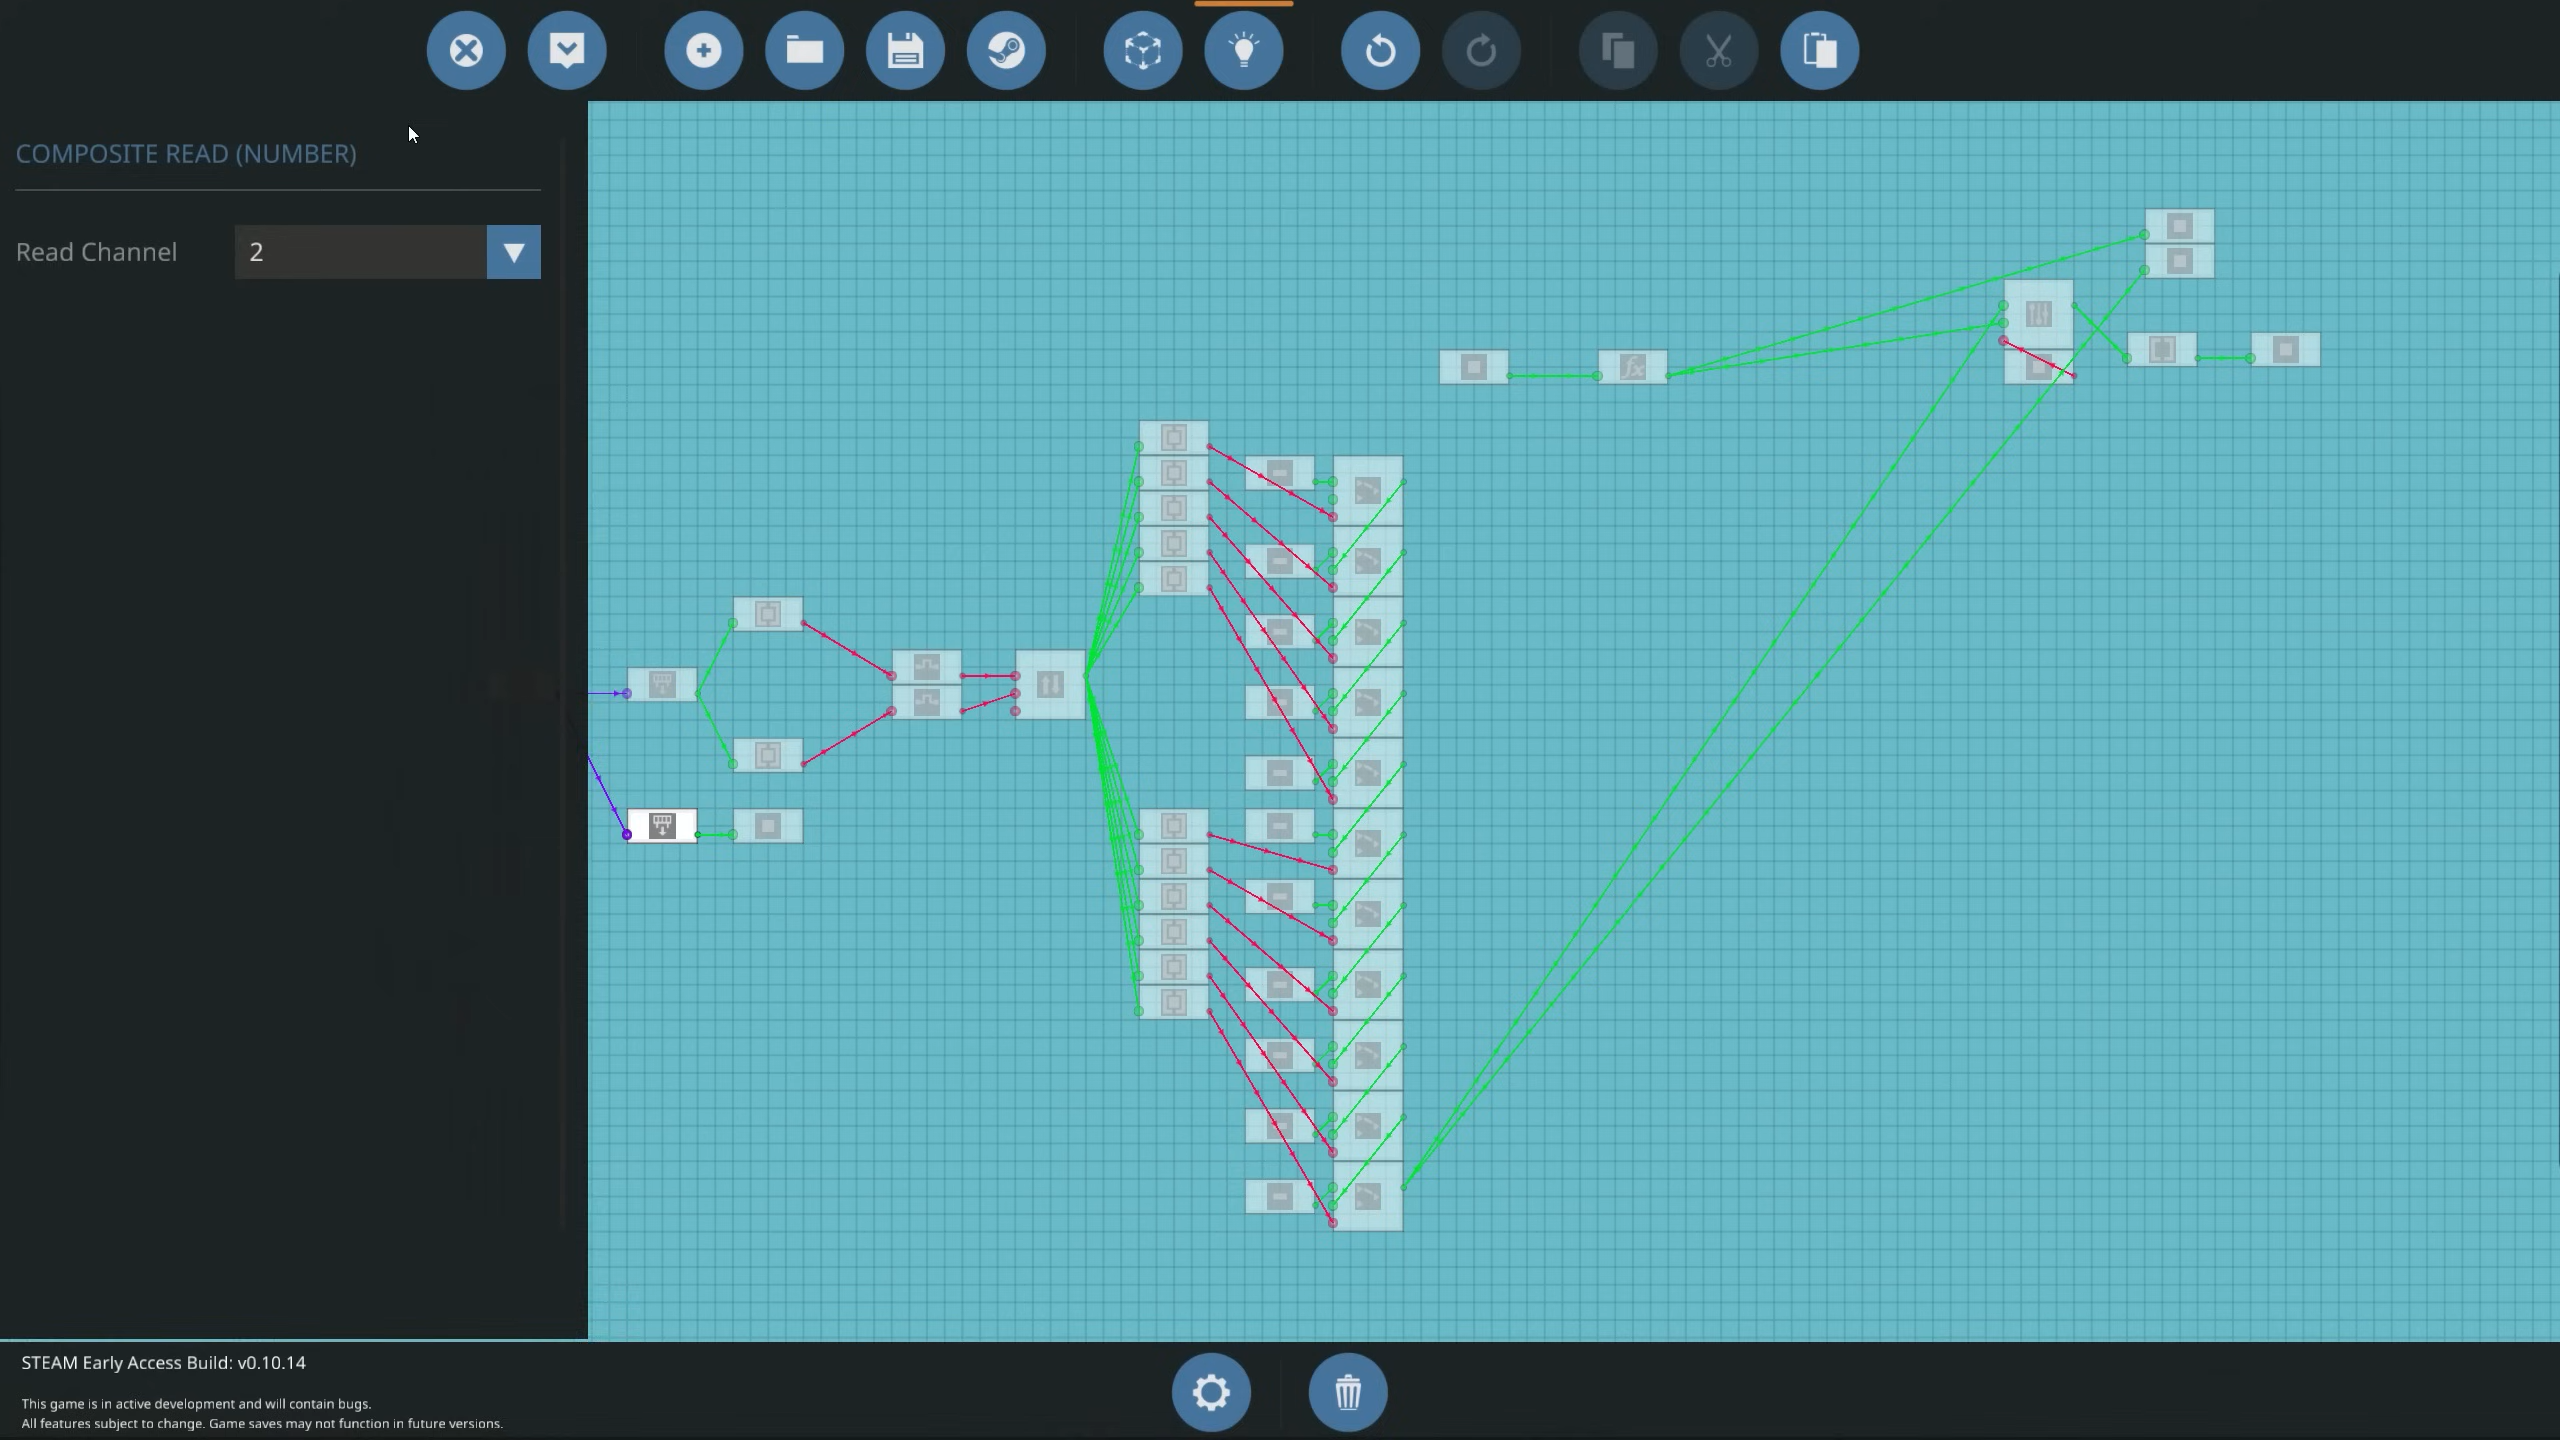 COMPOSITE READ (NUMBER)
Read Channel 2
fx
STEAM Early Access Build: v0.10.14
This game is in active development and will contain bugs.
All features subject to change. Game saves may not function in future versions.